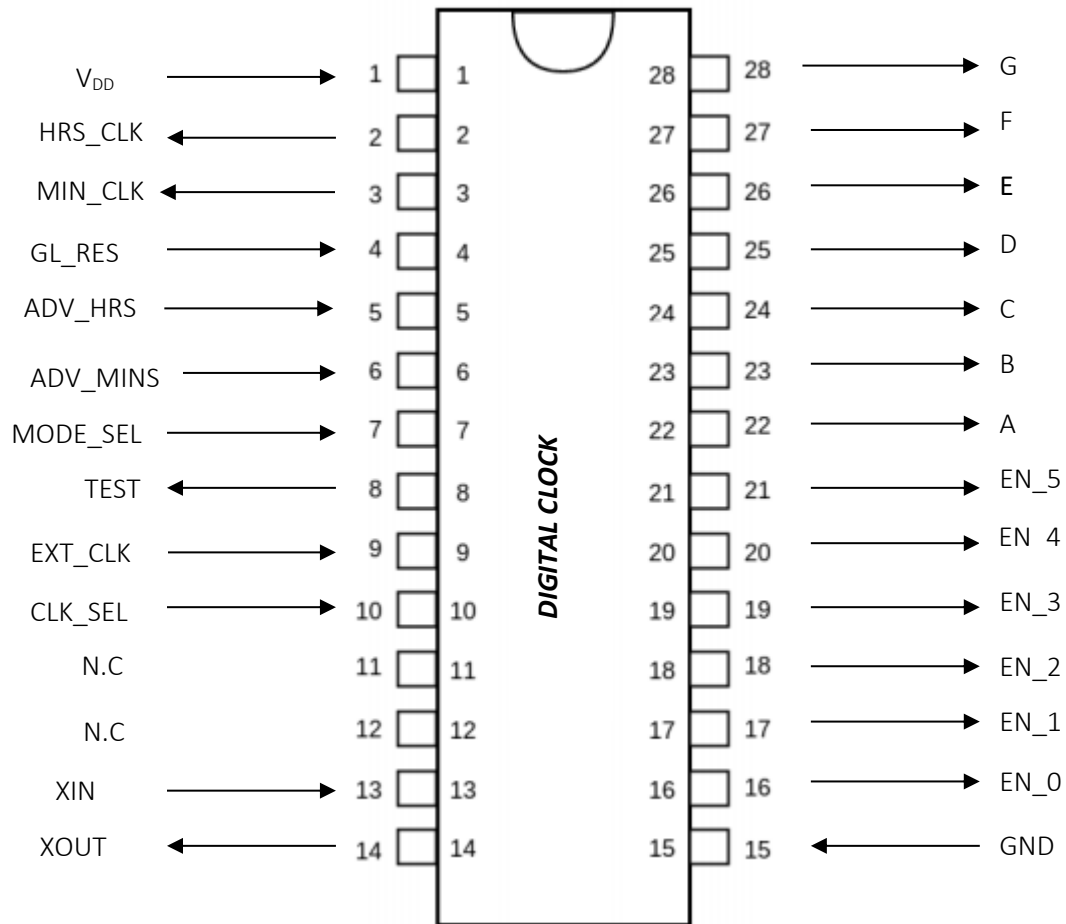 V_DD 1 1 28 28 G
HRS_CLK 2 2 27 27 F
MIN_CLK 3 3 26 26 E
GL_RES 4 4 25 25 D
ADV_HRS 5 5 24 24 C
ADV_MINS 6 6 23 23 B
MODE_SEL 7 7 22 22 A
TEST 8 8 21 21 EN_5
EXT_CLK 9 9 20 20 EN 4
CLK_SEL 10 10 19 19 EN_3
N.C 11 11 18 18 EN_2
N.C 12 12 17 17 EN_1
XIN 13 13 16 16 EN_0
XOUT 14 14 15 15 GND
DIGITAL CLOCK